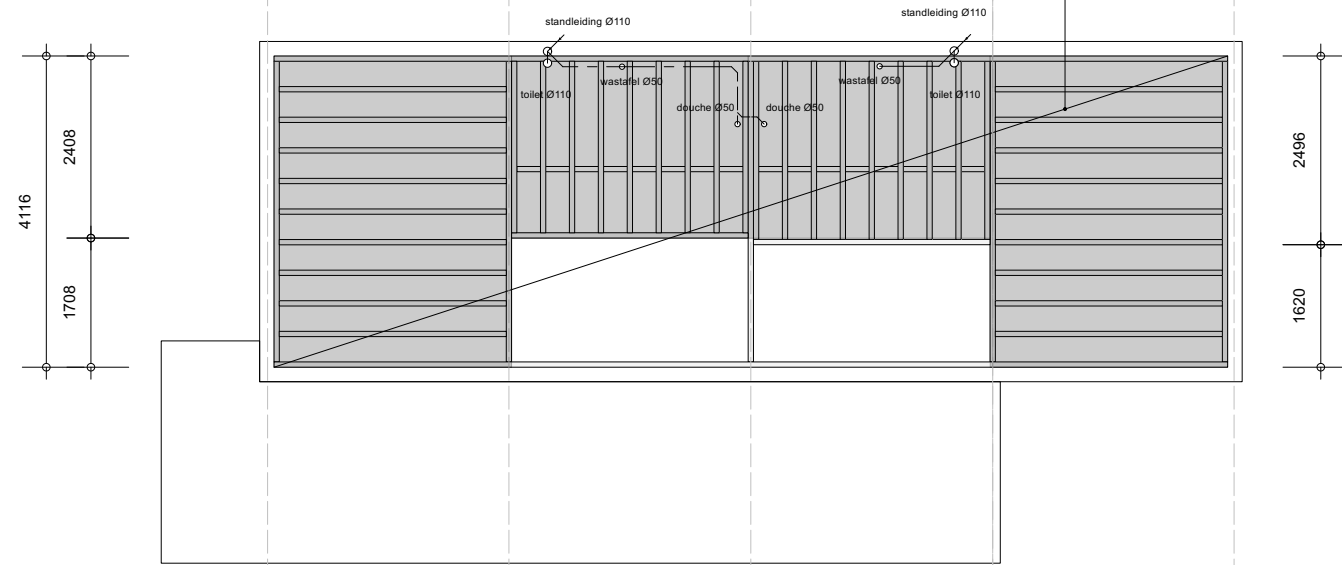 standleiding Ø110
standleiding Ø110
wastafel Ø50
wastafel Ø50
toilet Ø110
toilet Ø110
douche Ø50
douche Ø50
2408
4116
1708
2496
1620